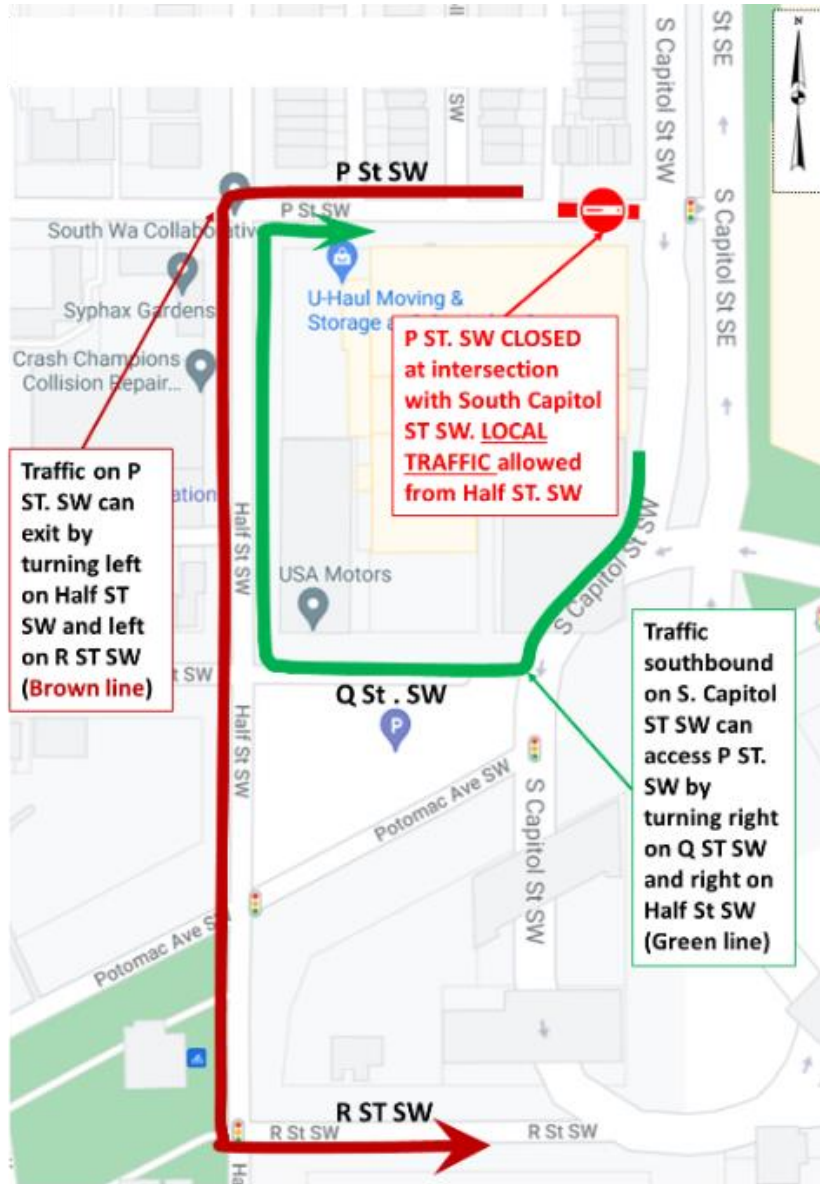 N
S Capitol St SW
St SE
SW
P St SW
P St SW
South Wa Collaborativ
S Capitol St SE
Syphax Gardens
U-Haul Moving &
Storage a
Crash Champions
Collision Repair...
P ST. SW CLOSED
at intersection
with South Capitol
ST SW. LOCAL
TRAFFIC allowed
from Half ST. SW
Traffic on P
ST. SW can
exit by
turning left
on Half ST
SW and left
on R ST SW
(Brown line)
ation
Half St SW
USA Motors
S Capitol St SW
t SW
Q St . SW
P
Traffic
southbound
on S. Capitol
ST SW can
access P ST.
SW by
turning right
on Q ST SW
and right on
Half St SW
(Green line)
Half St SW
Potomac Ave SW
S Capitol St SW
Potomac Ave SW
R ST SW
R St SW
R St SW
Ha